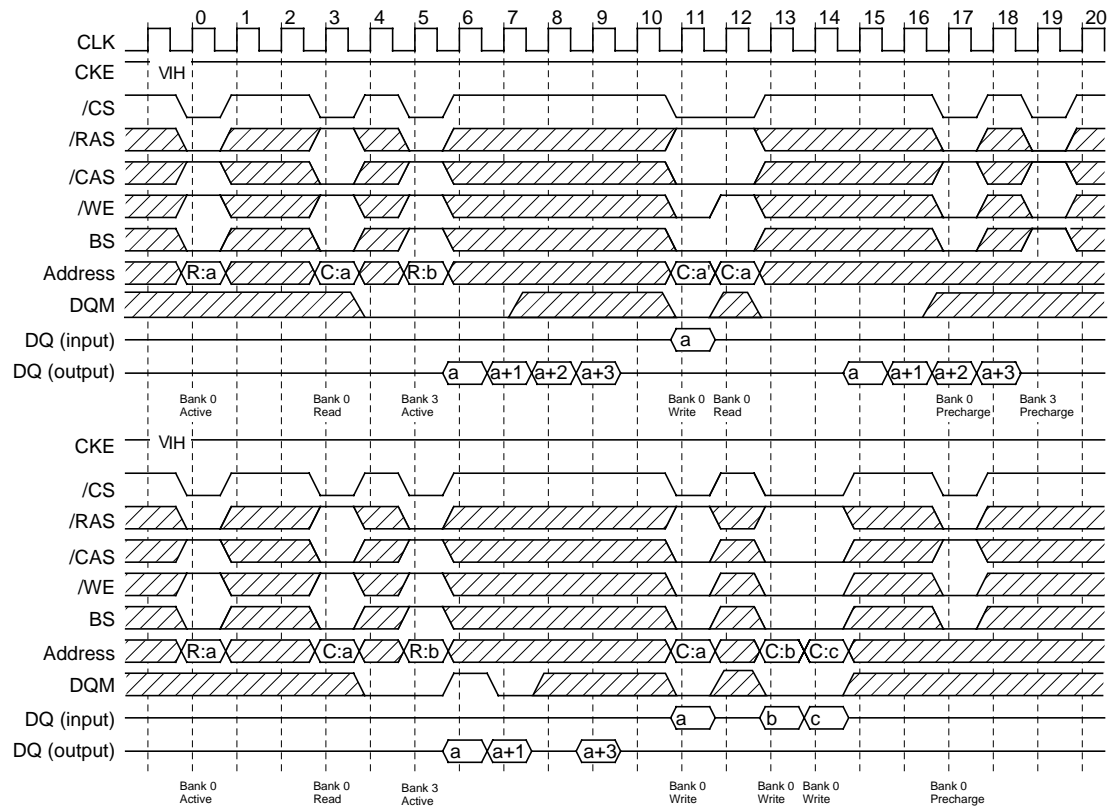 0 1 2 3 4 5 6 7 8 9 10 11 12 13 14 15 16 17 18 19 20
CLK
CKE VIH
/CS
/RAS
/CAS
/WE
BS
Address R:a C:a R:b C:a' C:a
DQM
DQ (input) a
DQ (output) a a+1 a+2 a+3 a a+1 a+2 a+3
Bank 0 Bank 0 Bank 3 Bank 0 Bank 0 Bank 0 Bank 3
Active Read Active Write Read Precharge Precharge
CKE VIH
/CS
/RAS
/CAS
/WE
BS
Address R:a C:a R:b C:a C:b C:c
DQM
DQ (input) a b c
DQ (output) a a+1 a+3
Bank 0 Bank 0 Bank 3 Bank 0 Bank 0 Bank 0 Bank 0
Active Read Active Write Write Write Precharge